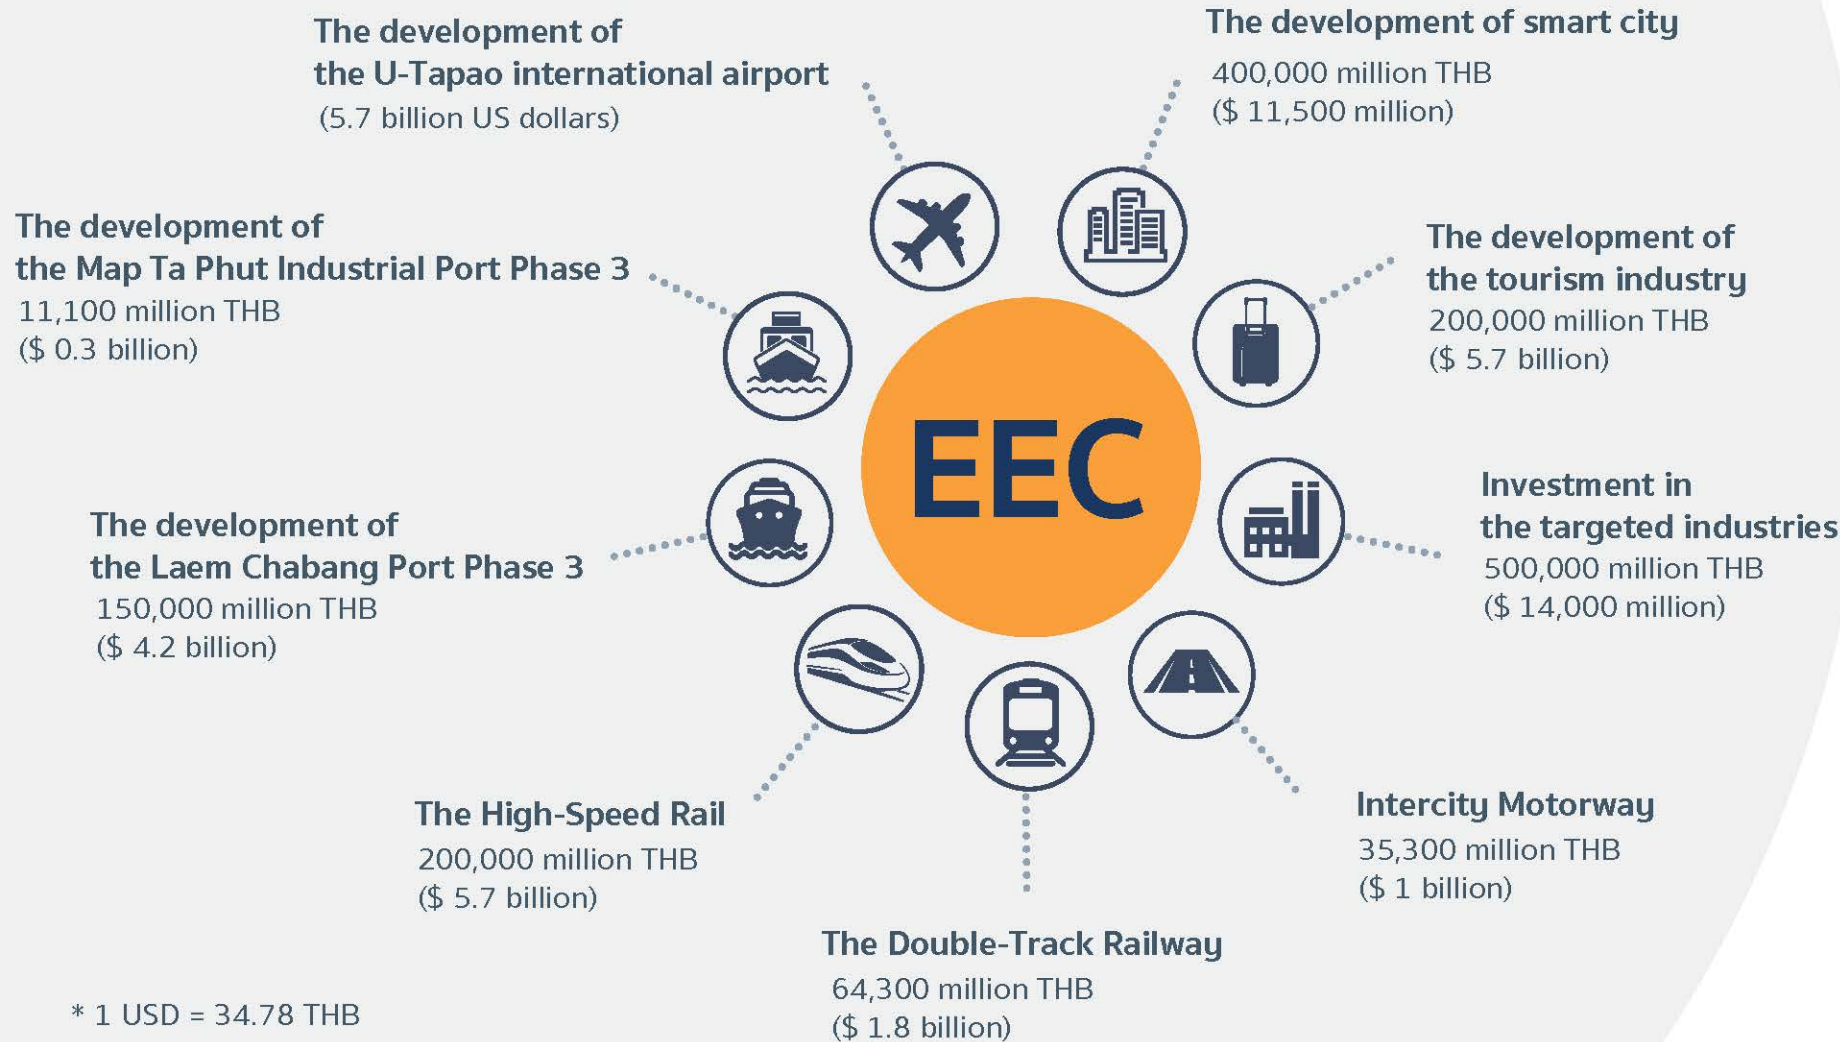 The development of
the U-Tapao international airport
(5.7 billion US dollars)
The development of smart city
400,000 million THB
($ 11,500 million)
The development of
the Map Ta Phut Industrial Port Phase 3
11,100 million THB
($ 0.3 billion)
The development of
the tourism industry
200,000 million THB
($ 5.7 billion)
EEC
The development of
the Laem Chabang Port Phase 3
150,000 million THB
($ 4.2 billion)
Investment in
the targeted industries
500,000 million THB
($ 14,000 million)
The High-Speed Rail
200,000 million THB
($ 5.7 billion)
Intercity Motorway
35,300 million THB
($ 1 billion)
The Double-Track Railway
64,300 million THB
($ 1.8 billion)
* 1 USD = 34.78 THB